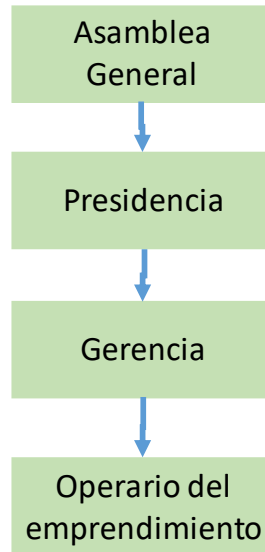 Asamblea
General
Presidencia
Gerencia
Operario del
emprendimiento